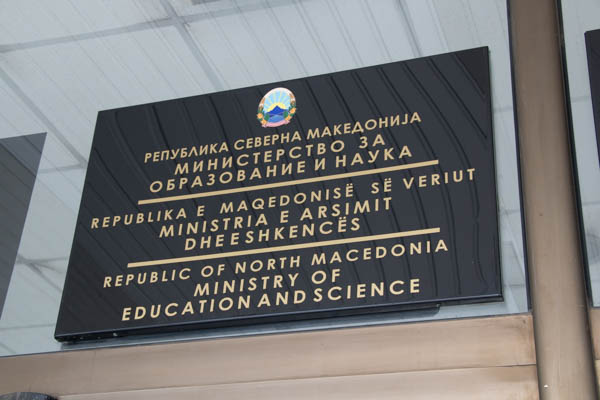 РЕПУБЛИКА СЕВЕРНА МАКЕДОНИЈА
МИНИСТЕРСТВО ЗА
ОБРАЗОВАНИЕ И НАУКА
REPUBLIKA E MAQEDONISË SË VERIUT
MINISTRIA E ARSIMIT
DHE E SHKENCËS
REPUBLIC OF NORTH MACEDONIA
MINISTRY OF
EDUCATION AND SCIENCE